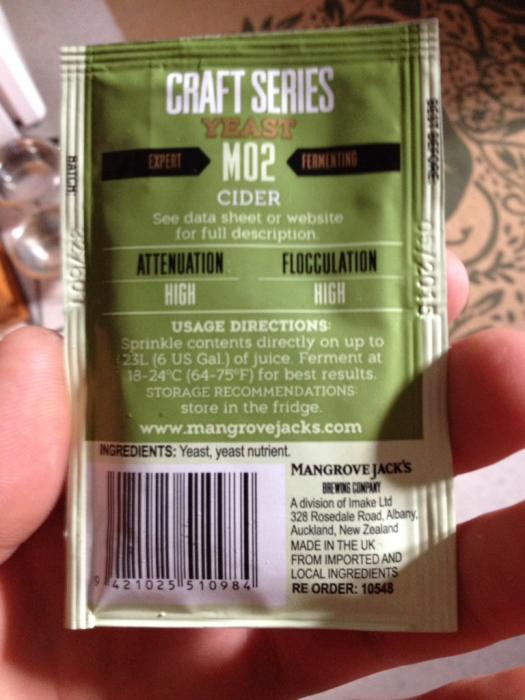 CRAFT SERIES
YEAST
EXPERT M02 FERMENTING
CIDER
See data sheet or website
for full description.
ATTENUATION FLOCCULATION
HIGH HIGH
USAGE DIRECTIONS:
Sprinkle contents directly on up to
23L (6 US Gal.) of juice. Ferment at
18-24°C (64-75°F) for best results.
STORAGE RECOMMENDATIONS:
store in the fridge.
www.mangrovejacks.com
INGREDIENTS: Yeast, yeast nutrient.
MANGROVE JACK'S
BREWING COMPANY
A division of Imake Ltd
328 Rosedale Road, Albany,
Auckland, New Zealand
MADE IN THE UK
FROM IMPORTED AND
LOCAL INGREDIENTS
RE ORDER: 10548
9 421025 510984
BATCH:
05/2015